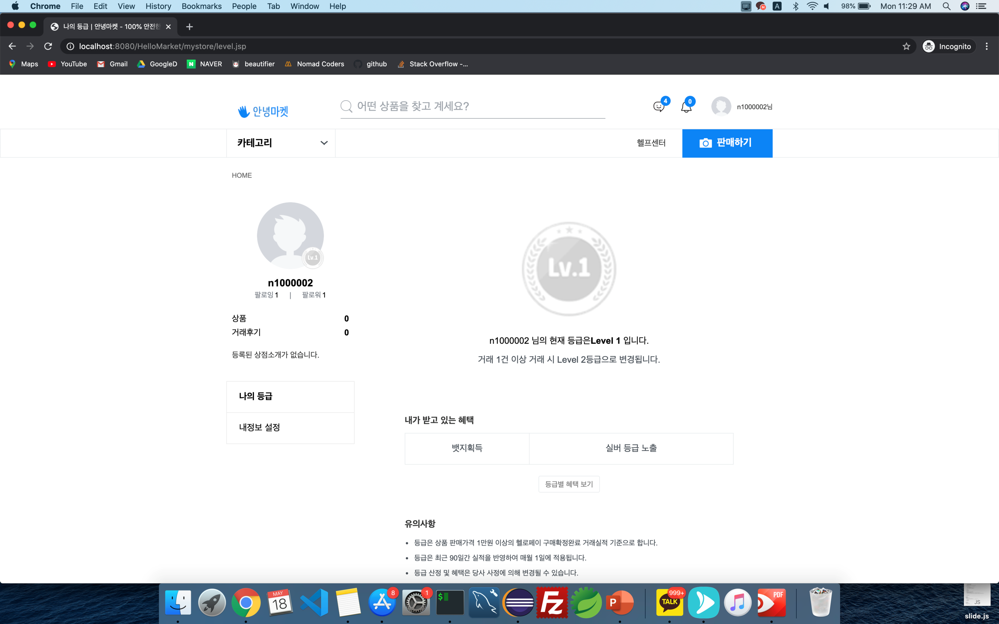 Chrome File Edit View History Bookmarks People Tab Window Help
A 98% Mon 11:29 AM
나의 등급 | 안녕마켓 - 100% 안전한
localhost:8080/HelloMarket/mystore/level.jsp
Incognito
Maps YouTube Gmail GoogleD NAVER beautifier Nomad Coders github Stack Overflow -...
안녕마켓
어떤 상품을 찾고 계세요?
4
0
n1000002님
카테고리
헬프센터
판매하기
HOME
Lv.1
n1000002
팔로잉 1 | 팔로워 1
상품 0
거래후기 0
등록된 상점소개가 없습니다.
나의 등급
내정보 설정
Lv.1
n1000002 님의 현재 등급은Level 1 입니다.
거래 1건 이상 거래 시 Level 2등급으로 변경됩니다.
내가 받고 있는 혜택
뱃지획득 실버 등급 노출
등급별 혜택 보기
유의사항
• 등급은 상품 판매가격 1만원 이상의 헬로페이 구매확정완료 거래실적 기준으로 합니다.
• 등급은 최근 90일간 실적을 반영하여 매월 1일에 적용됩니다.
• 등급 산정 및 혜택은 당사 사정에 의해 변경될 수 있습니다.
MAY
18
8
1
$
Fz
P
999+
TALK
PDF
JS
slide.js